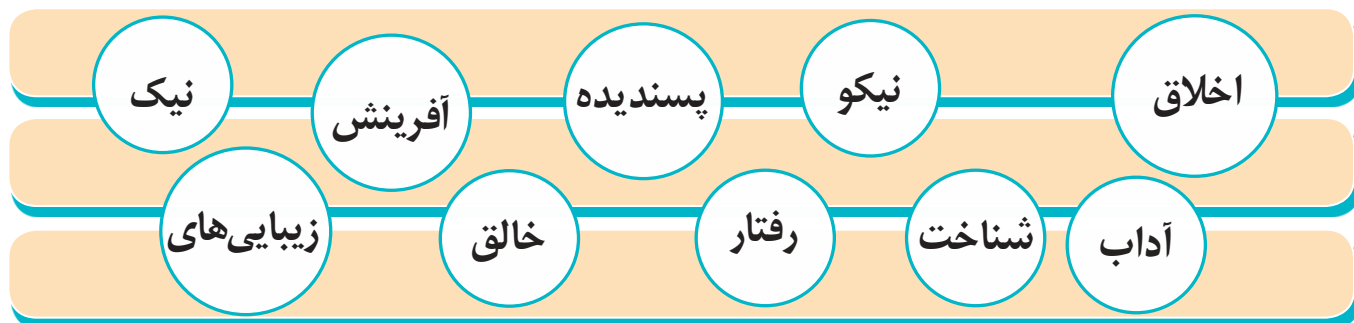 اخلاق نیکو پسندیده آفرینش نیک
آداب شناخت رفتار خالق زیبایی‌های